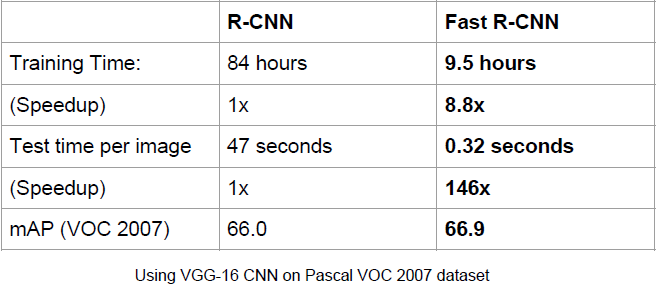 R-CNN Fast R-CNN
Training Time: 84 hours 9.5 hours
(Speedup) 1x 8.8x
Test time per image 47 seconds 0.32 seconds
(Speedup) 1x 146x
mAP (VOC 2007) 66.0 66.9
Using VGG-16 CNN on Pascal VOC 2007 dataset